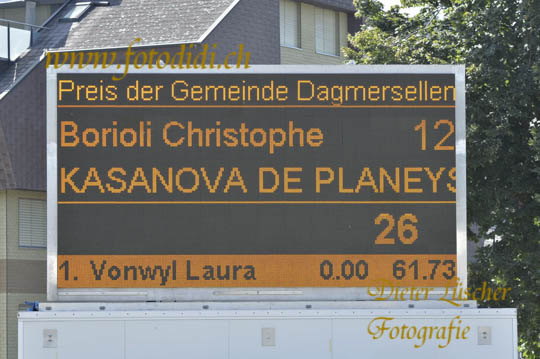 www.fotodidi.ch
Preis der Gemeinde Dagmersellen
Borioli Christophe 12
KASANOVA DE PLANEYS
26
1. Vonwyl Laura 0.00 61.73
Dieter Lüscher
Fotografie